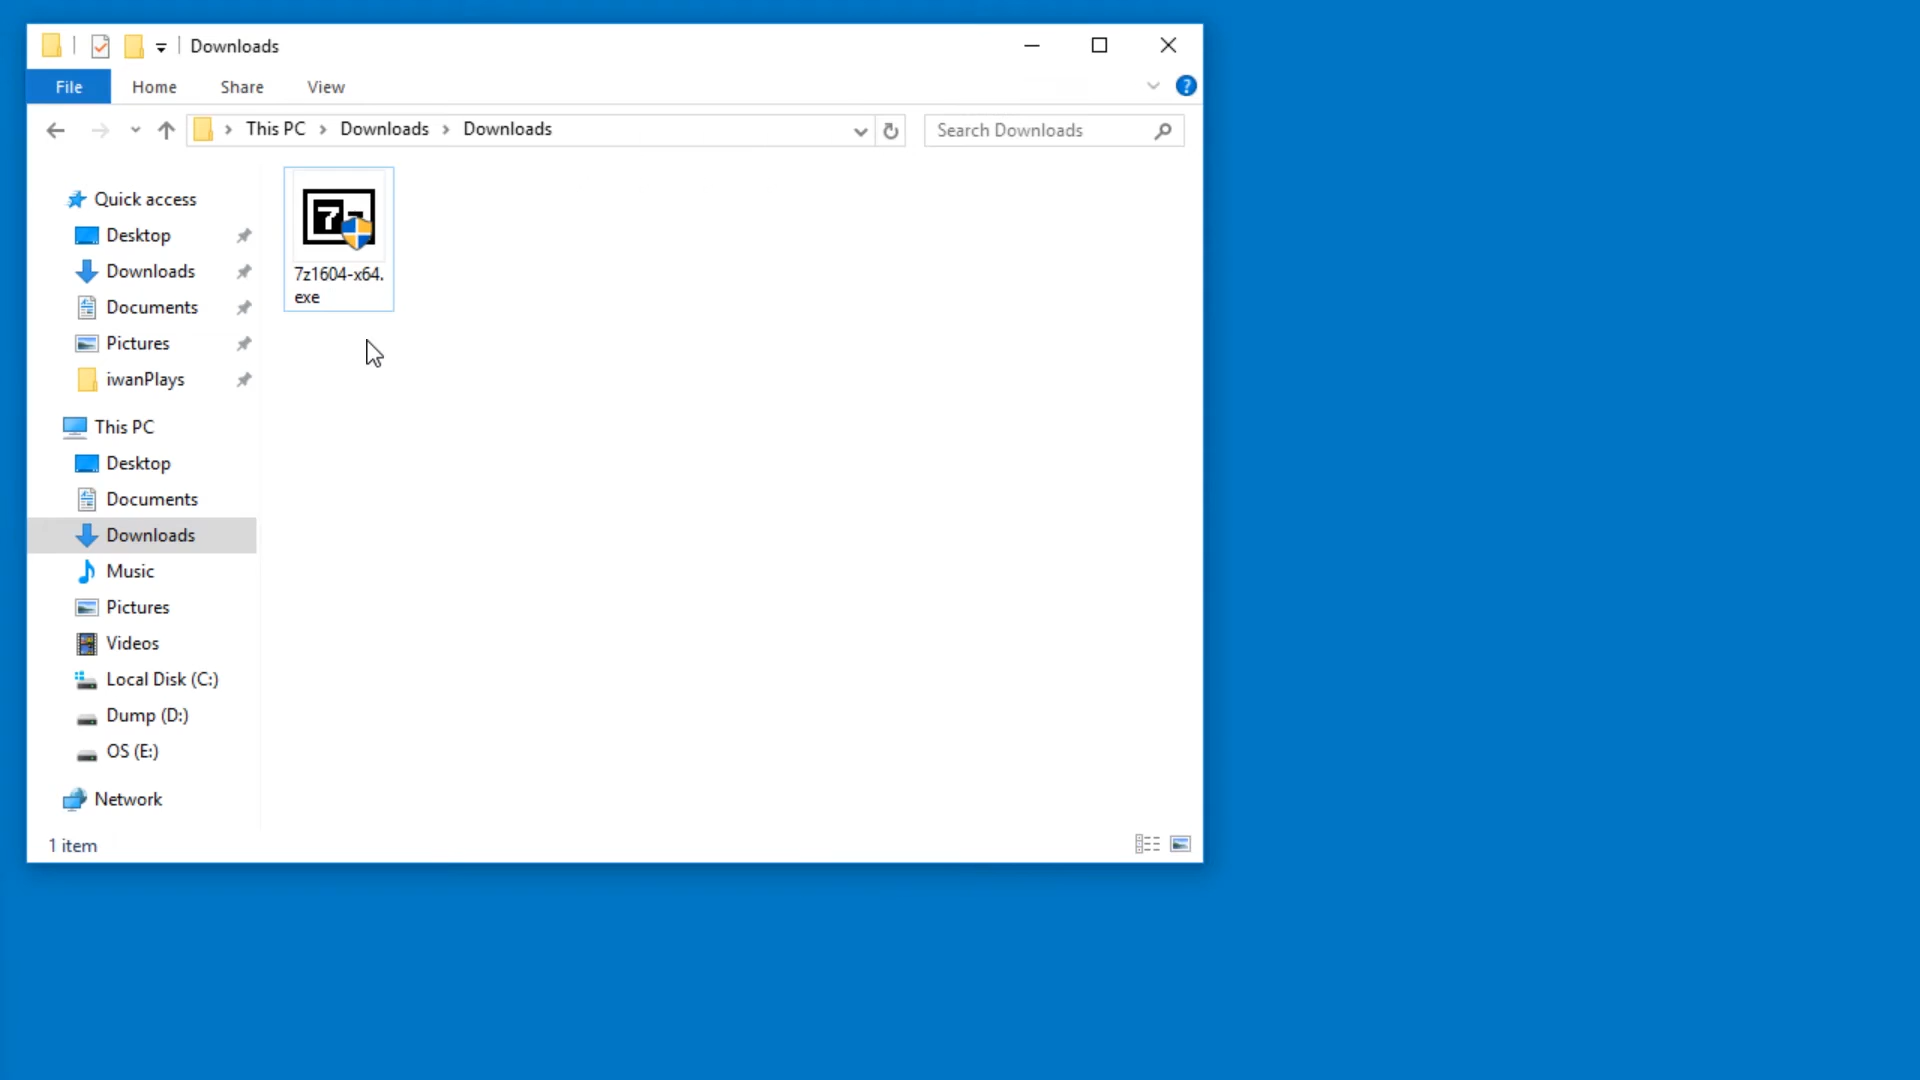 Downloads
File Home Share View
This PC Downloads Downloads
Search Downloads
Quick access
Desktop
Downloads
Documents
Pictures
iwanPlays
This PC
Desktop
Documents
Downloads
Music
Pictures
Videos
Local Disk (C:)
Dump (D:)
OS (E:)
Network
7z
7z1604-x64.
exe
1 item